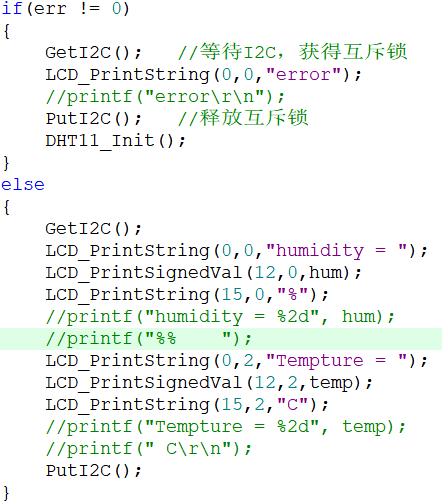 if(err != 0)
{
    GetI2C();   //等待I2C，获得互斥锁
    LCD_PrintString(0,0,"error");
    //printf("error\r\n");
    PutI2C();   //释放互斥锁
    DHT11_Init();
}
else
{
    GetI2C();
    LCD_PrintString(0,0,"humidity = ");
    LCD_PrintSignedVal(12,0,hum);
    LCD_PrintString(15,0,"%");
    //printf("humidity = %2d", hum);
    //printf("%%    ");
    LCD_PrintString(0,2,"Tempture = ");
    LCD_PrintSignedVal(12,2,temp);
    LCD_PrintString(15,2,"C");
    //printf("Tempture = %2d", temp);
    //printf(" C\r\n");
    PutI2C();
}